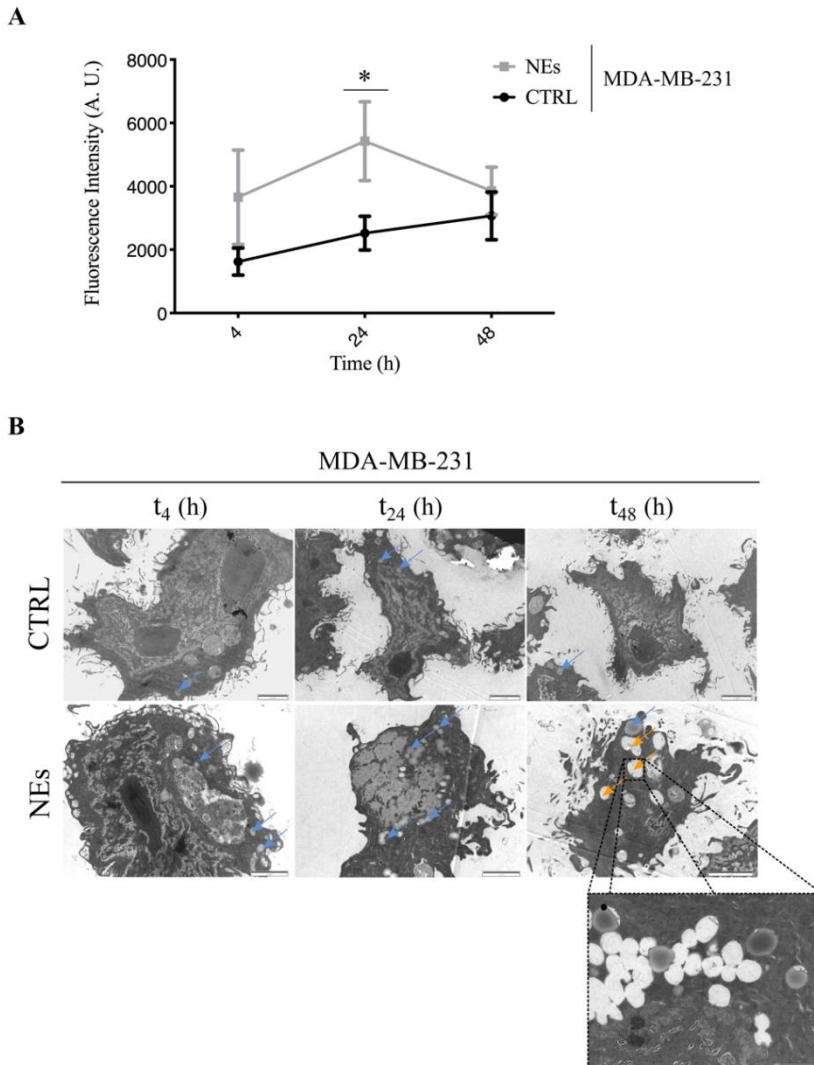 A
8000
6000
4000
2000
0
Fluorescence Intensity (A. U.)
*
NEs
CTRL
MDA-MB-231
4
24
48
Time (h)
B
MDA-MB-231
t₄ (h)
t₂₄ (h)
t₄₈ (h)
CTRL
NEs